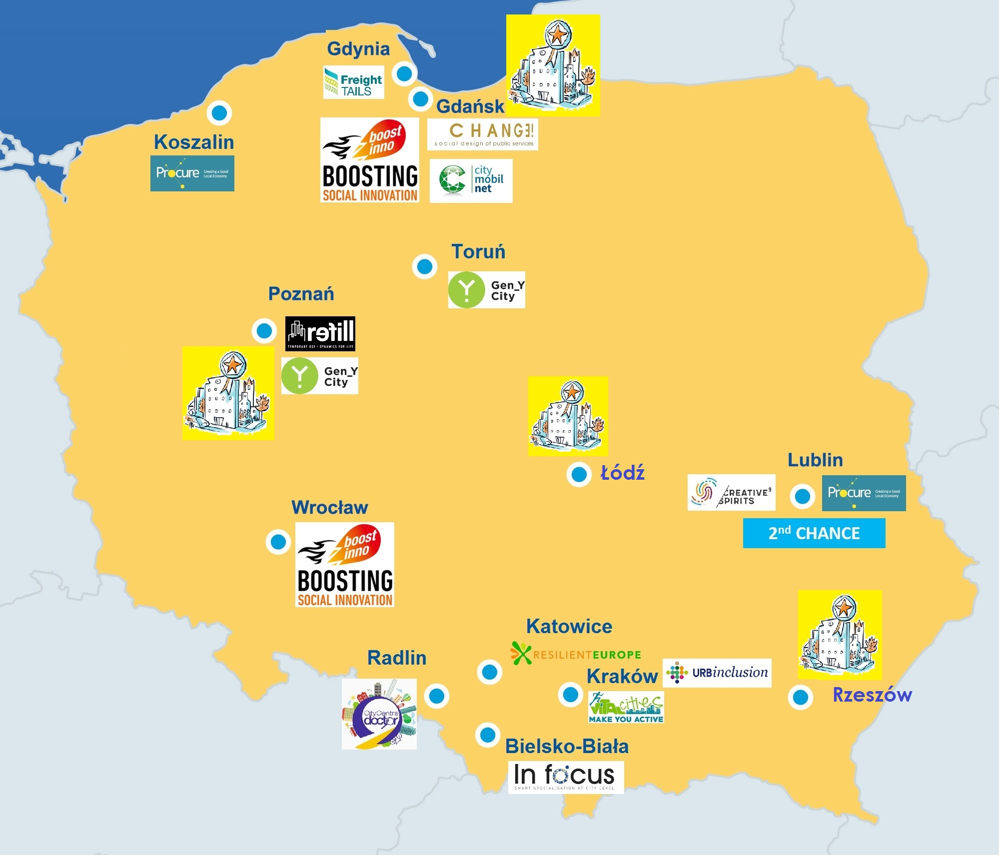 Gdynia
Freight
TAILS
Gdańsk
CHANGE!
social design of public services
Koszalin
Procure Creating a Good
Local Economy
boost
inno
BOOSTING
SOCIAL INNOVATION
city
mobil
net
Toruń
Gen_Y
City
Poznań
refill
TEMPORARY USE • DYNAMICS FOR LIFE
Gen_Y
City
Łódź
Lublin
CREATIVE9
SPIRITS
Procure Creating a Good
Local Economy
2nd CHANCE
Wrocław
boost
inno
BOOSTING
SOCIAL INNOVATION
Katowice
RESILIENTEUROPE
Radlin
CityCentre
doctor
Kraków
URBinclusion
VITAL cities
MAKE YOU ACTIVE
Rzeszów
Bielsko-Biała
In focus
SMART SPECIALISATION AT CITY LEVEL